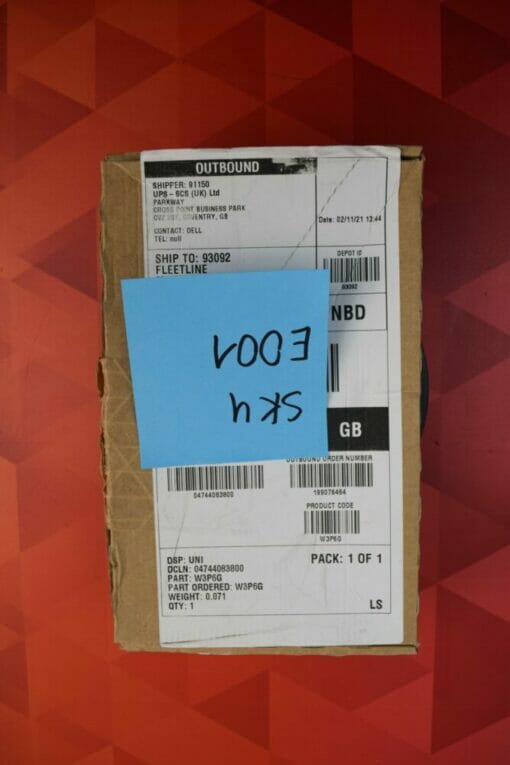 OUTBOUND
SHIPPER: 91150
UPS - SCS (UK) Ltd
PARKWAY
CROSS POINT BUSINESS PARK
COVENTRY, GB
CONTACT: DELL
TEL: null
Date: 02/11/21 13:44
SHIP TO: 93092
FLEETLINE
DEPOT ID
93092
NBD
SKU
E001
GB
OUTBOUND ORDER NUMBER
04744083800
199076464
PRODUCT CODE
W3P6G
DSP: UNI
DCLN: 04744083800
PART: W3P6G
PART ORDERED: W3P6G
WEIGHT: 0.071
QTY: 1
PACK: 1 OF 1
LS